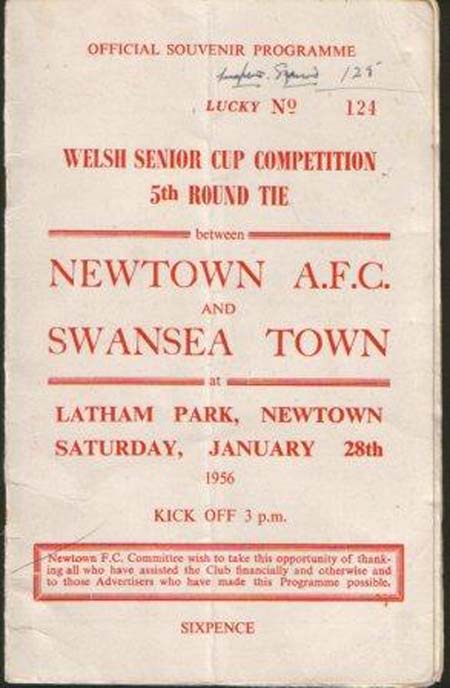 OFFICIAL SOUVENIR PROGRAMME
125
LUCKY Nº 124
WELSH SENIOR CUP COMPETITION
5th ROUND TIE
between
NEWTOWN A.F.C.
AND
SWANSEA TOWN
at
LATHAM PARK, NEWTOWN
SATURDAY, JANUARY 28th
1956
KICK OFF 3 p.m.
Newtown F.C. Committee wish to take this opportunity of thank-
ing all who have assisted the Club financially and otherwise and
to those Advertisers who have made this Programme possible.
SIXPENCE